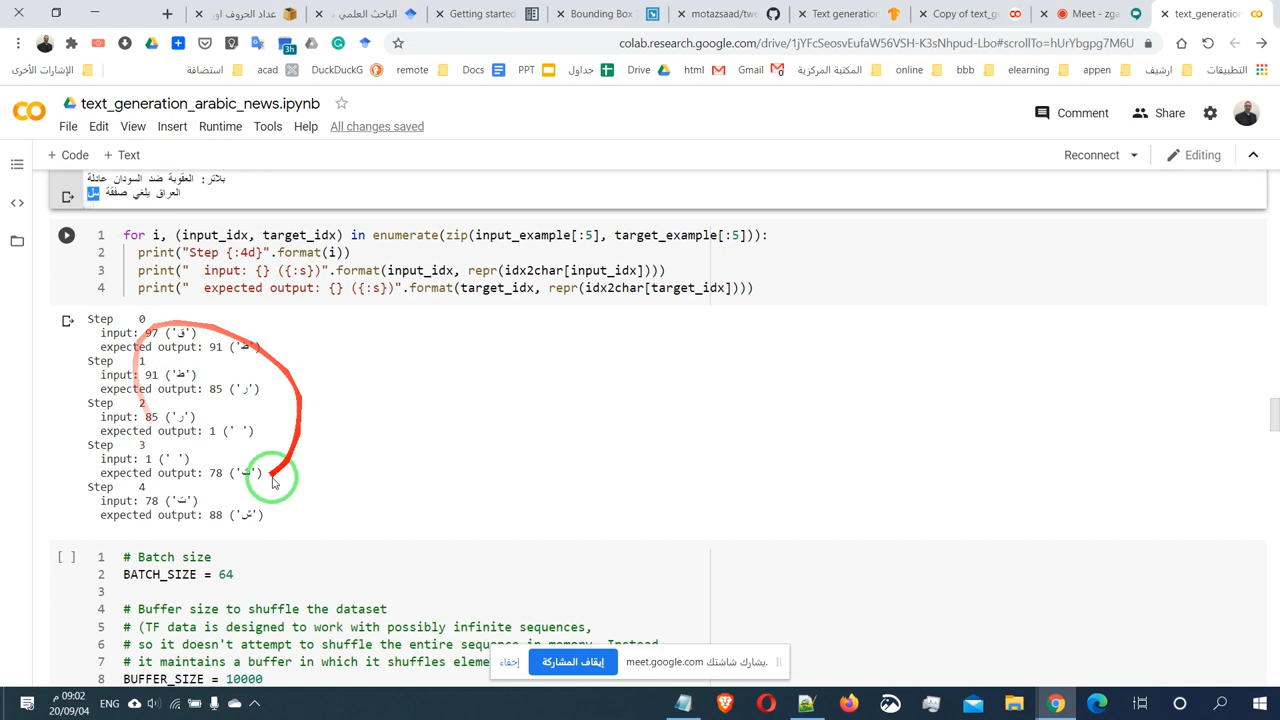 عداد الحروف اور
الباحث العلمي م
Getting started
Bounding Box
motazsaad/twe
Text generation
Copy of text_g
Meet - zga
text_generation
colab.research.google.com/drive/1jYFcSeosvEufaW56VSH-K3sNhpud-Lbo#scrollTo=hUrYbgpg7M6U
3h
الإشارات الأخرى
استضافة
acad
DuckDuckG
remote
Docs
PPT
جداول
Drive
html
Gmail
المكتبة المركزية
online
bbb
elearning
appen
ارشيف
التطبيقات
text_generation_arabic_news.ipynb
Comment
Share
File Edit View Insert Runtime Tools Help All changes saved
+ Code + Text
Reconnect
Editing
بلاتر: العقوبة ضد السودان عادلة
العراق يلغي صفقة سل
1 for i, (input_idx, target_idx) in enumerate(zip(input_example[:5], target_example[:5])):
2 print("Step {:4d}".format(i))
3 print("  input: {} ({:s})".format(input_idx, repr(idx2char[input_idx])))
4 print("  expected output: {} ({:s})".format(target_idx, repr(idx2char[target_idx])))
Step    0
input: 97 ('ق')
expected output: 91 ('ط')
Step    1
input: 91 ('ط')
expected output: 85 ('ر')
Step    2
input: 85 ('ر')
expected output: 1 (' ')
Step    3
input: 1 (' ')
expected output: 78 ('ت')
Step    4
input: 78 ('ت')
expected output: 88 ('ش')
[ ] 1 # Batch size
2 BATCH_SIZE = 64
3
4 # Buffer size to shuffle the dataset
5 # (TF data is designed to work with possibly infinite sequences,
6 # so it doesn't attempt to shuffle the entire sequence in memory. Instead,
7 # it maintains a buffer in which it shuffles eleme
8 BUFFER_SIZE = 10000
إخفاء
إيقاف المشاركة
يشارك شاشتك meet.google.com.
09:02 م
20/09/04
ENG